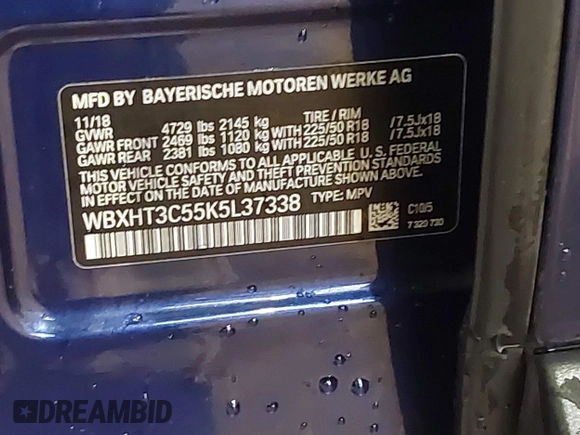 MFD BY BAYERISCHE MOTOREN WERKE AG
11/18 TIRE / RIM
GVWR 4729 lbs 2145 kg
GAWR FRONT 2469 lbs 1120 kg WITH 225/50 R18 /7.5Jx18
GAWR REAR 2381 lbs 1080 kg WITH 225/50 R18 /7.5Jx18
THIS VEHICLE CONFORMS TO ALL APPLICABLE U.S. FEDERAL
MOTOR VEHICLE SAFETY AND THEFT PREVENTION STANDARDS
IN EFFECT ON THE DATE OF MANUFACTURE SHOWN ABOVE.
WBXHT3C55K5L37338 TYPE: MPV
C10/5
7 320 730
DREAMBID